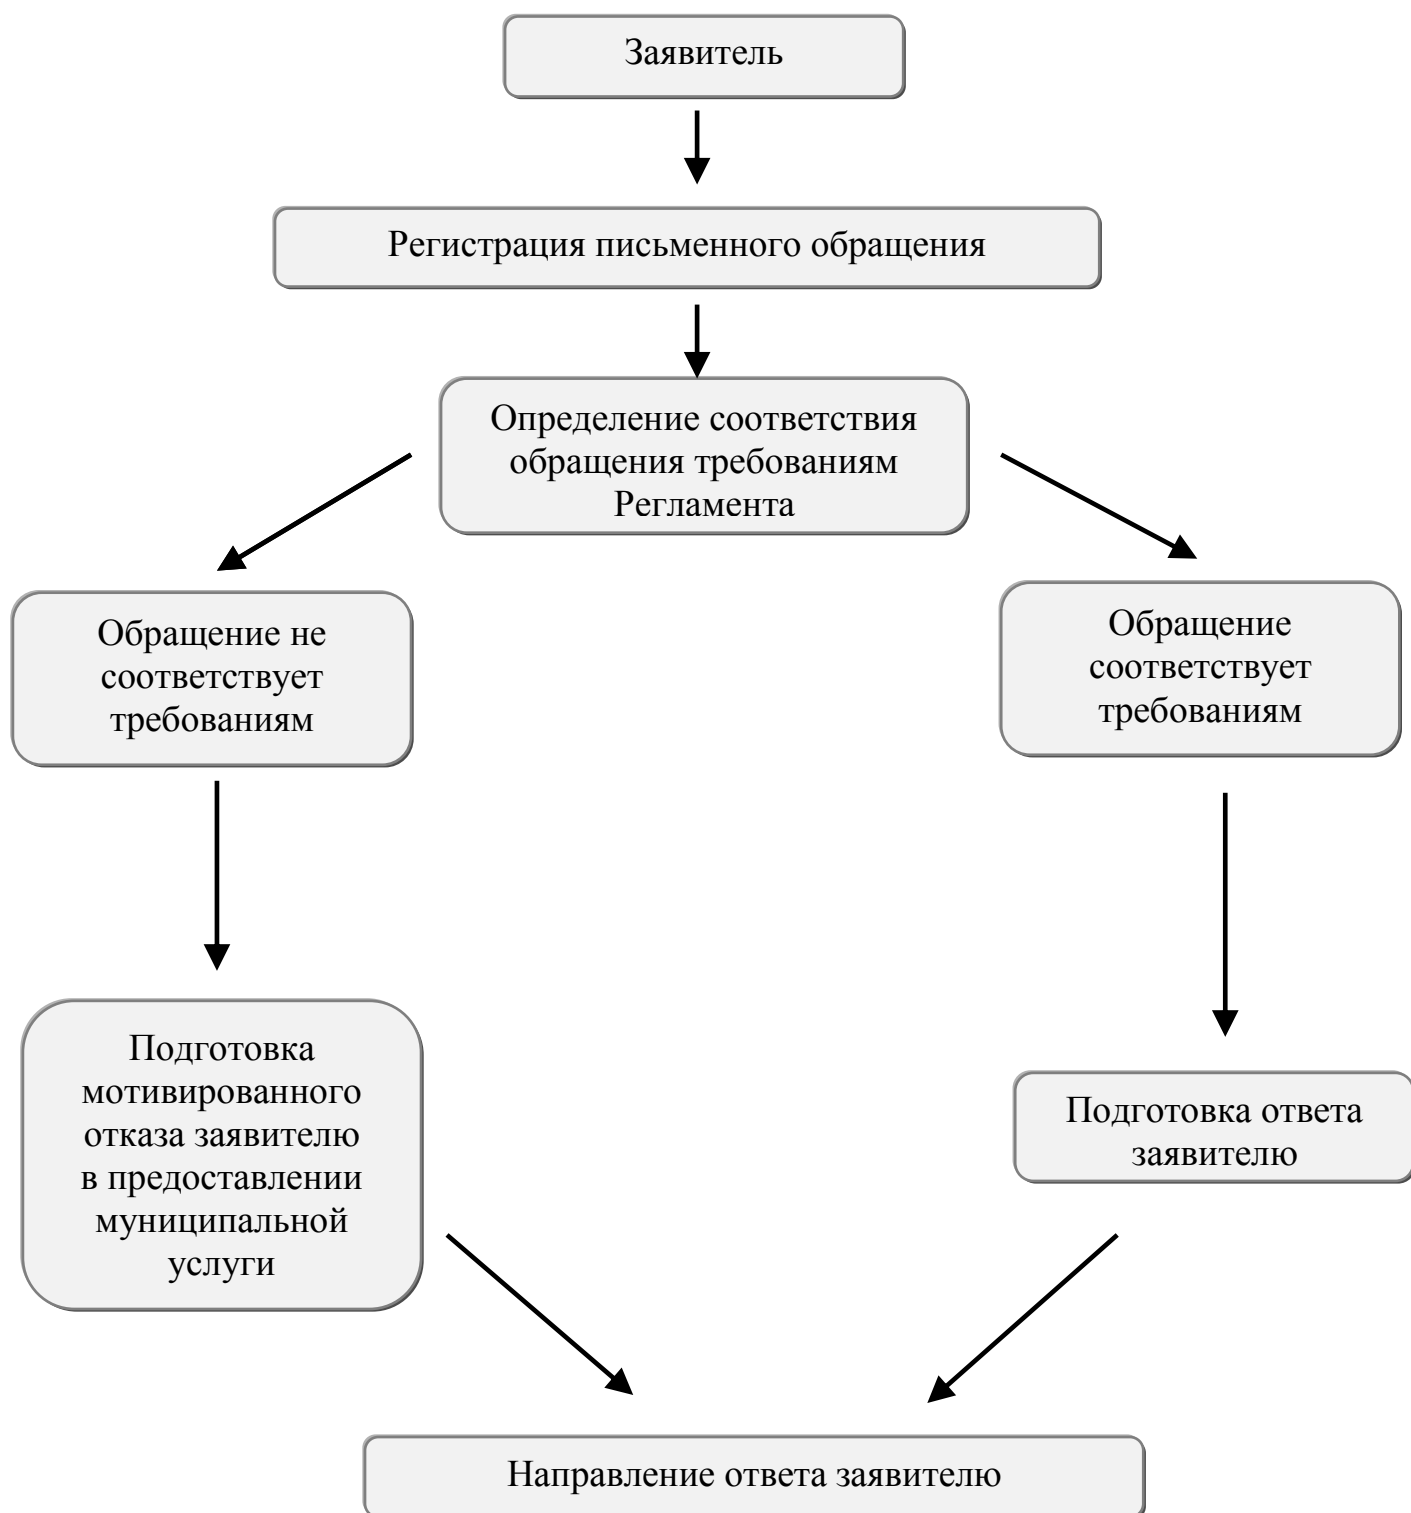 Заявитель
Регистрация письменного обращения
Определение соответствия
обращения требованиям
Регламента
Обращение не
соответствует
требованиям
Обращение
соответствует
требованиям
Подготовка
мотивированного
отказа заявителю
в предоставлении
муниципальной
услуги
Подготовка ответа
заявителю
Направление ответа заявителю